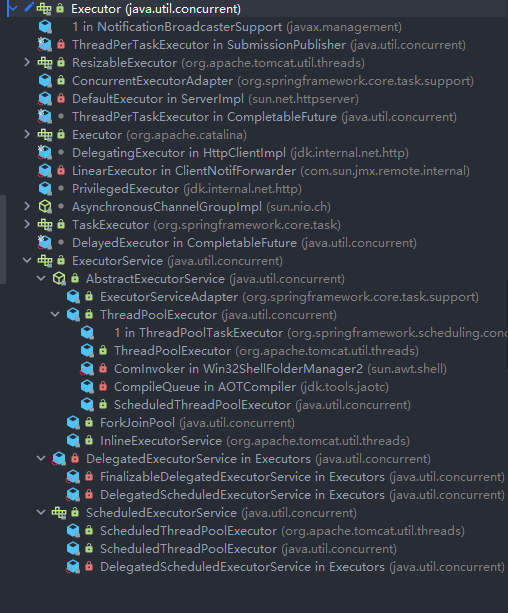 Executor (java.util.concurrent)
1 in NotificationBroadcasterSupport (javax.management)
ThreadPerTaskExecutor in SubmissionPublisher (java.util.concurrent)
ResizableExecutor (org.apache.tomcat.util.threads)
ConcurrentExecutorAdapter (org.springframework.core.task.support)
DefaultExecutor in ServerImpl (sun.net.httpserver)
ThreadPerTaskExecutor in CompletableFuture (java.util.concurrent)
Executor (org.apache.catalina)
DelegatingExecutor in HttpClientImpl (jdk.internal.net.http)
LinearExecutor in ClientNotifForwarder (com.sun.jmx.remote.internal)
PrivilegedExecutor (jdk.internal.net.http)
AsynchronousChannelGroupImpl (sun.nio.ch)
TaskExecutor (org.springframework.core.task)
DelayedExecutor in CompletableFuture (java.util.concurrent)
ExecutorService (java.util.concurrent)
AbstractExecutorService (java.util.concurrent)
ExecutorServiceAdapter (org.springframework.core.task.support)
ThreadPoolExecutor (java.util.concurrent)
1 in ThreadPoolTaskExecutor (org.springframework.scheduling.conc
ThreadPoolExecutor (org.apache.tomcat.util.threads)
ComInvoker in Win32ShellFolderManager2 (sun.awt.shell)
CompileQueue in AOTCompiler (jdk.tools.jaotc)
ScheduledThreadPoolExecutor (java.util.concurrent)
ForkJoinPool (java.util.concurrent)
InlineExecutorService (org.apache.tomcat.util.threads)
DelegatedExecutorService in Executors (java.util.concurrent)
FinalizableDelegatedExecutorService in Executors (java.util.concurrent)
DelegatedScheduledExecutorService in Executors (java.util.concurrent)
ScheduledExecutorService (java.util.concurrent)
ScheduledThreadPoolExecutor (org.apache.tomcat.util.threads)
ScheduledThreadPoolExecutor (java.util.concurrent)
DelegatedScheduledExecutorService in Executors (java.util.concurrent)